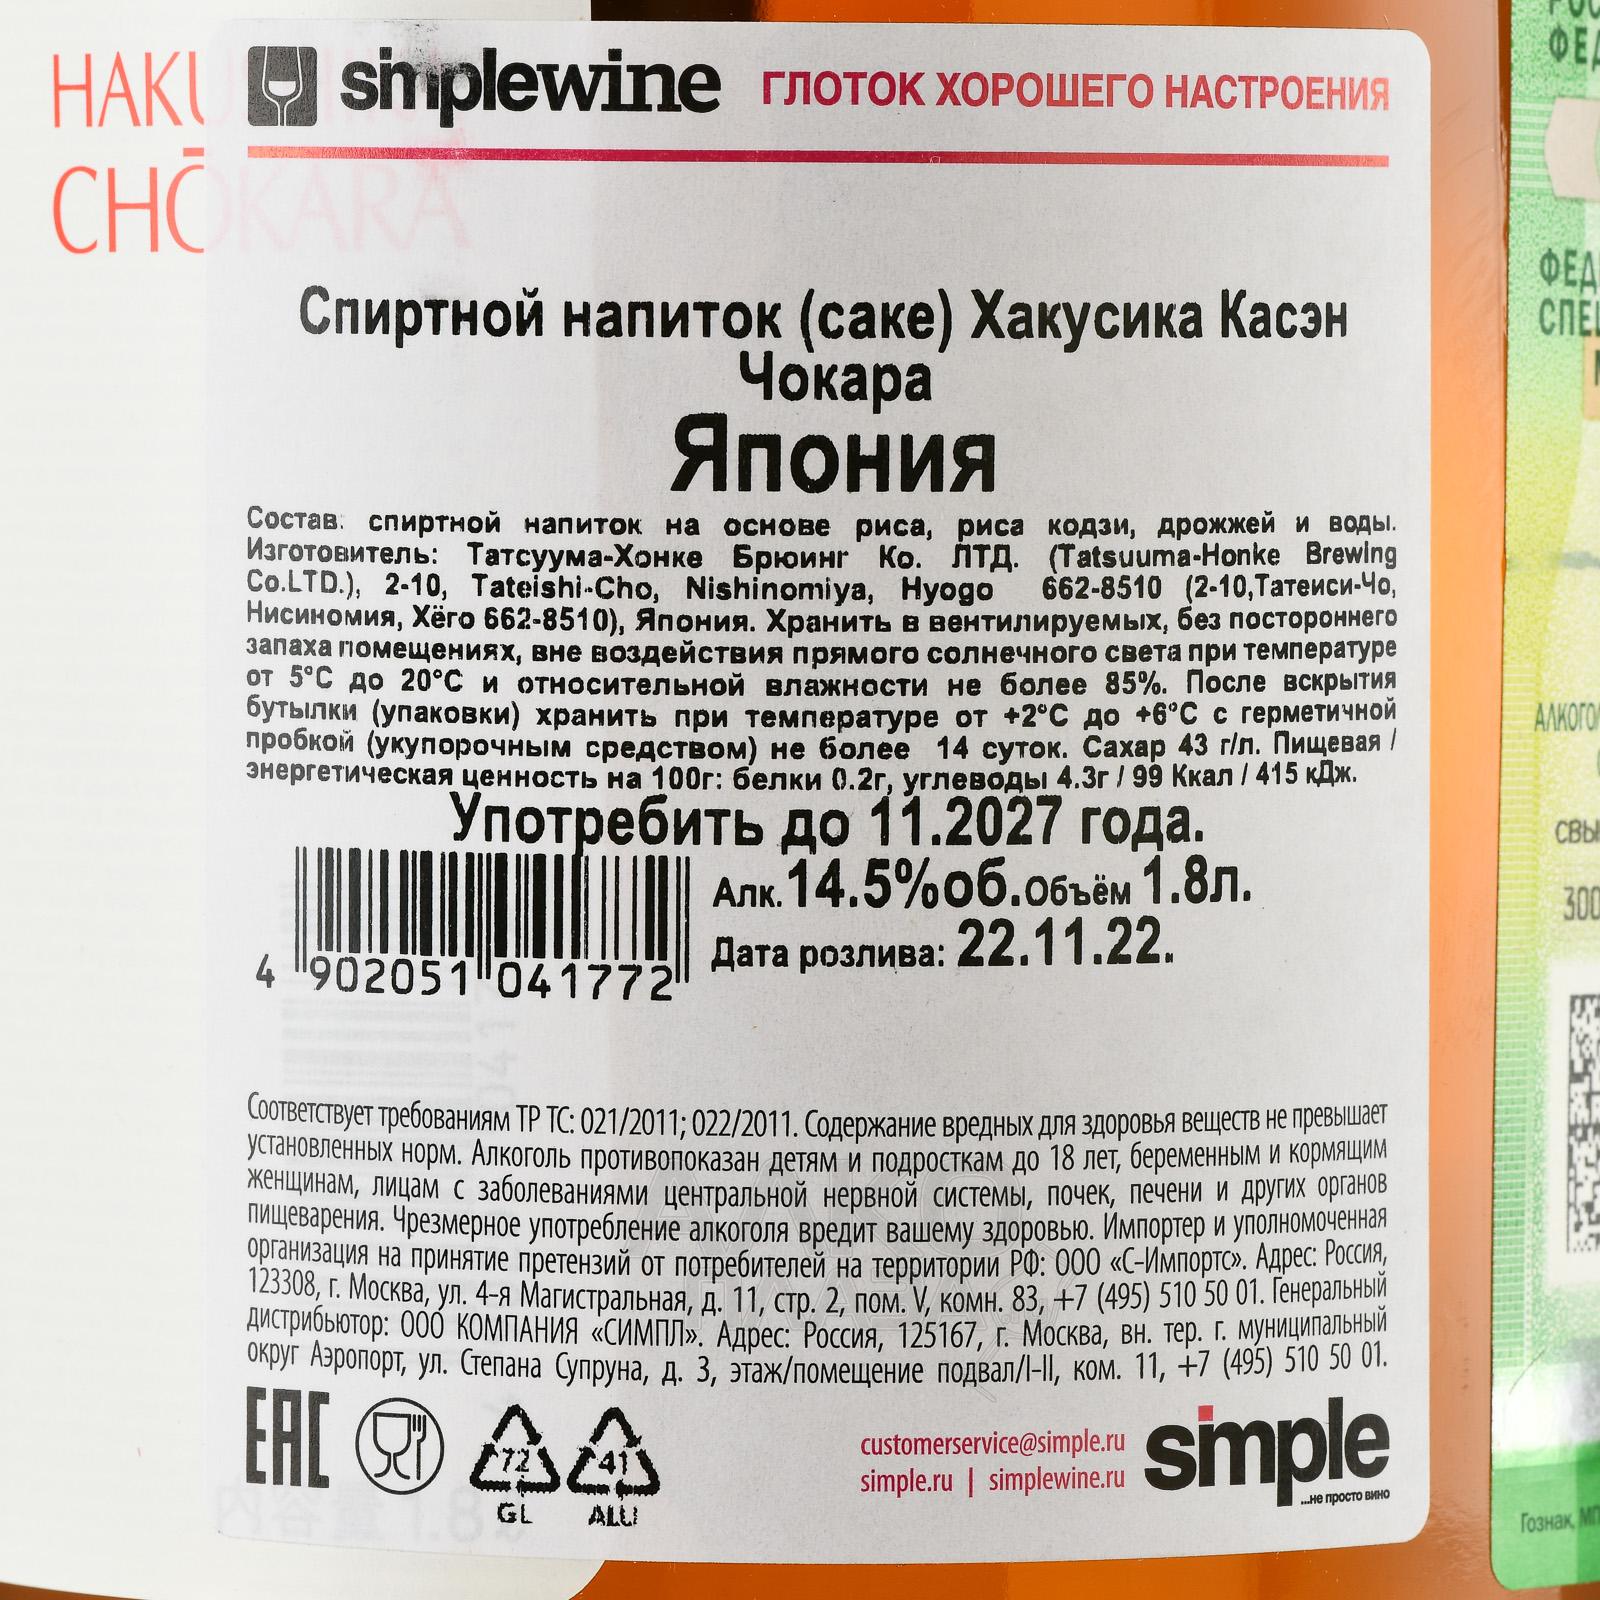 HAKU
CHŌKARA
simplewine ГЛОТОК ХОРОШЕГО НАСТРОЕНИЯ
Спиртной напиток (саке) Хакусика Касэн
Чокара
Япония
Состав: спиртной напиток на основе риса, риса кодзи, дрожжей и воды.
Изготовитель: Татсуума-Хонке Брюинг Ко. ЛТД. (Tatsuuma-Honke Brewing
Co.LTD.), 2-10, Tateishi-Cho, Nishinomiya, Hyogo 662-8510 (2-10,Татеиси-Чо,
Нисиномия, Хёго 662-8510), Япония. Хранить в вентилируемых, без постороннего
запаха помещениях, вне воздействия прямого солнечного света при температуре
от 5°C до 20°C и относительной влажности не более 85%. После вскрытия
бутылки (упаковки) хранить при температуре от +2°C до +6°C с герметичной
пробкой (укупорочным средством) не более 14 суток. Сахар 43 г/л. Пищевая /
энергетическая ценность на 100г: белки 0.2г, углеводы 4.3г / 99 Ккал / 415 кДж.
Употребить до 11.2027 года.
Алк. 14.5%об. Объём 1.8л.
Дата розлива: 22.11.22.
4 902051 041772
Соответствует требованиям ТР ТС: 021/2011; 022/2011. Содержание вредных для здоровья веществ не превышает
установленных норм. Алкоголь противопоказан детям и подросткам до 18 лет, беременным и кормящим
женщинам, лицам с заболеваниями центральной нервной системы, почек, печени и других органов
пищеварения. Чрезмерное употребление алкоголя вредит вашему здоровью. Импортер и уполномоченная
организация на принятие претензий от потребителей на территории РФ: ООО «С-Импортс». Адрес: Россия,
123308, г. Москва, ул. 4-я Магистральная, д. 11, стр. 2, пом. V, комн. 83, +7 (495) 510 50 01. Генеральный
дистрибьютор: ООО КОМПАНИЯ «СИМПЛ». Адрес: Россия, 125167, г. Москва, вн. тер. г. муниципальный
округ Аэропорт, ул. Степана Супруна, д. 3, этаж/помещение подвал/I-II, ком. 11, +7 (495) 510 50 01.
EAC
72
GL
41
ALU
customerservice@simple.ru
simple.ru | simplewine.ru
simple
...не просто вино
300
Гознак, МП